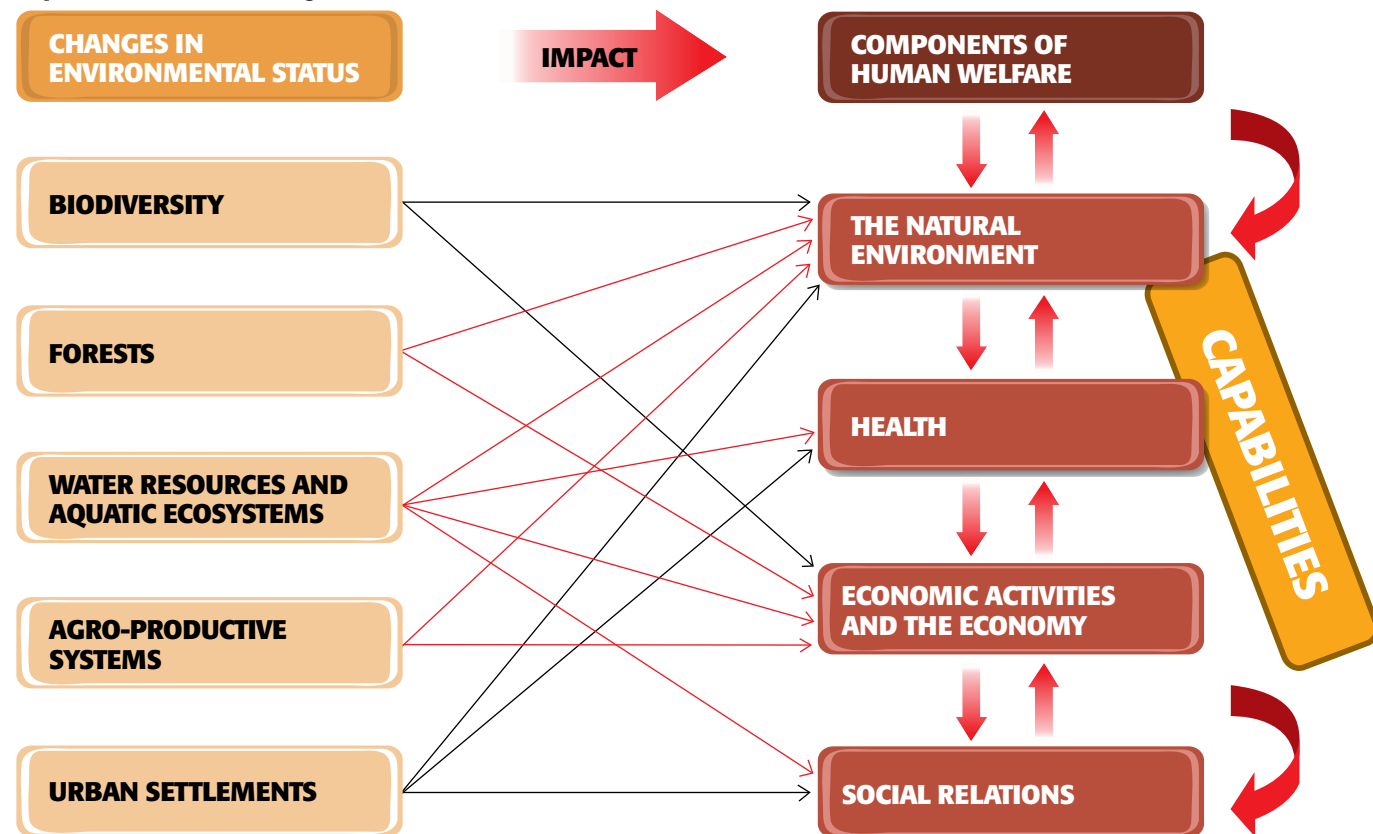 CHANGES IN
ENVIRONMENTAL STATUS
IMPACT
COMPONENTS OF
HUMAN WELFARE
BIODIVERSITY
FORESTS
WATER RESOURCES AND
AQUATIC ECOSYSTEMS
AGRO-PRODUCTIVE
SYSTEMS
URBAN SETTLEMENTS
THE NATURAL
ENVIRONMENT
HEALTH
ECONOMIC ACTIVITIES
AND THE ECONOMY
SOCIAL RELATIONS
CAPABILITIES